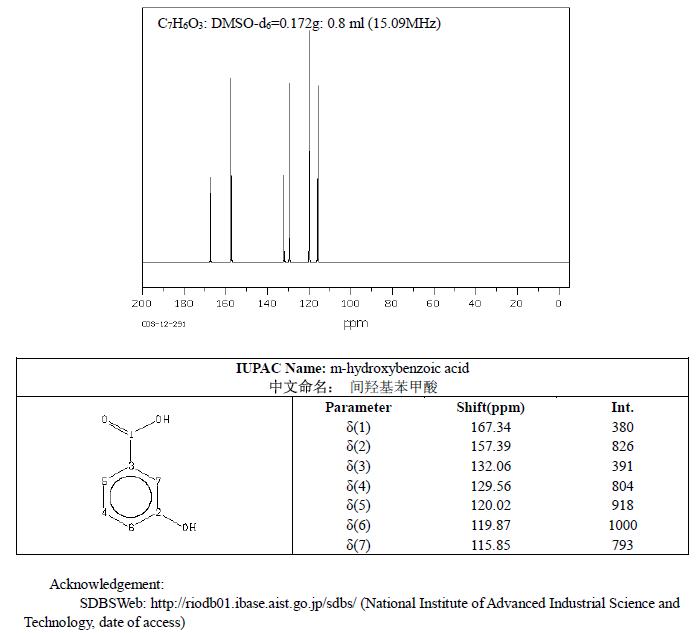 C₇H₆O₃: DMSO-d₆=0.172g: 0.8 ml (15.09MHz)
200 180 160 140 120 100 80 60 40 20 0
CDS-12-291
ppm
IUPAC Name: m-hydroxybenzoic acid
中文命名: 间羟基苯甲酸
Parameter Shift(ppm) Int.
δ(1) 167.34 380
δ(2) 157.39 826
δ(3) 132.06 391
δ(4) 129.56 804
δ(5) 120.02 918
δ(6) 119.87 1000
δ(7) 115.85 793
O OH
1
3
5 7
4 2
6 OH
Acknowledgement:
SDBSWeb: http://riodb01.ibase.aist.go.jp/sdbs/ (National Institute of Advanced Industrial Science and
Technology, date of access)